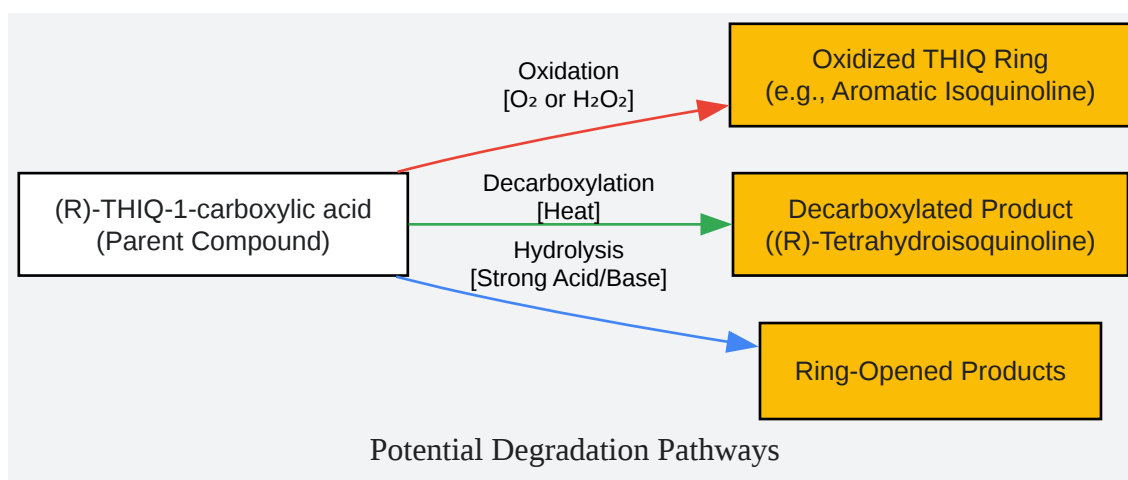 Oxidation
[O₂ or H₂O₂]
Oxidized THIQ Ring
(e.g., Aromatic Isoquinoline)
(R)-THIQ-1-carboxylic acid
(Parent Compound)
Decarboxylation
[Heat]
Decarboxylated Product
((R)-Tetrahydroisoquinoline)
Hydrolysis
[Strong Acid/Base]
Ring-Opened Products
Potential Degradation Pathways